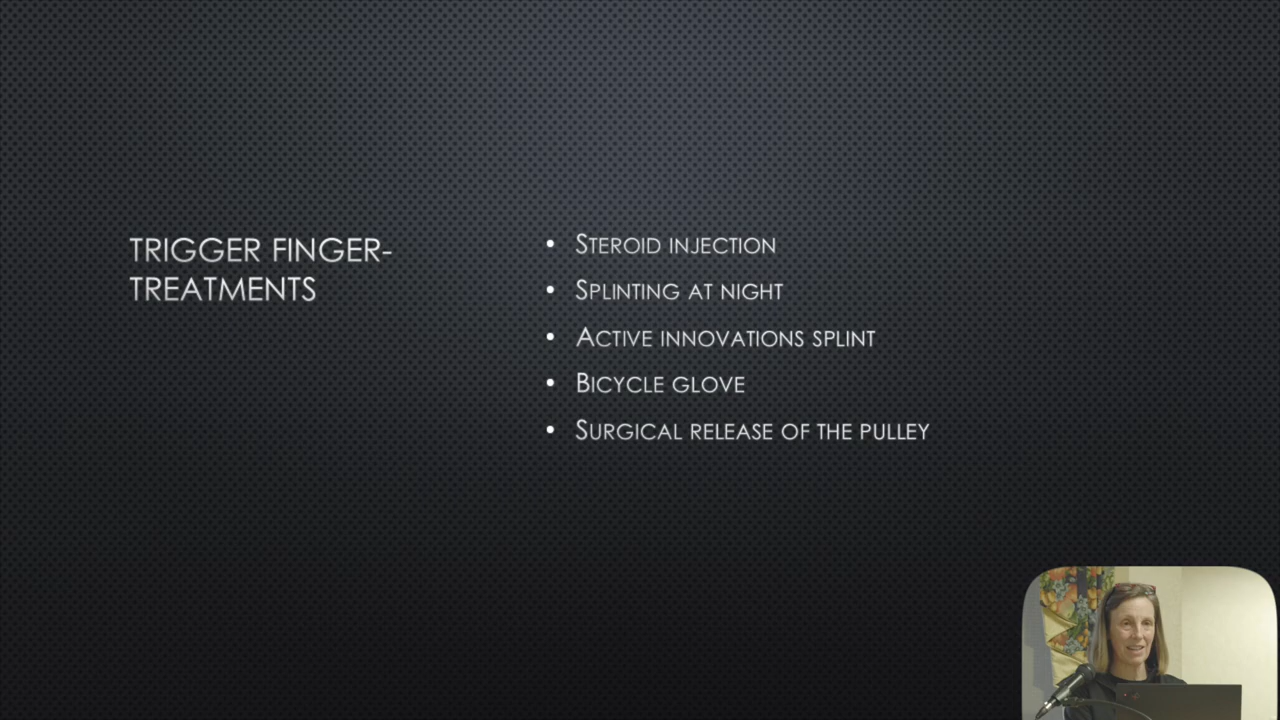 TRIGGER FINGER-
TREATMENTS
• STEROID INJECTION
• SPLINTING AT NIGHT
• ACTIVE INNOVATIONS SPLINT
• BICYCLE GLOVE
• SURGICAL RELEASE OF THE PULLEY